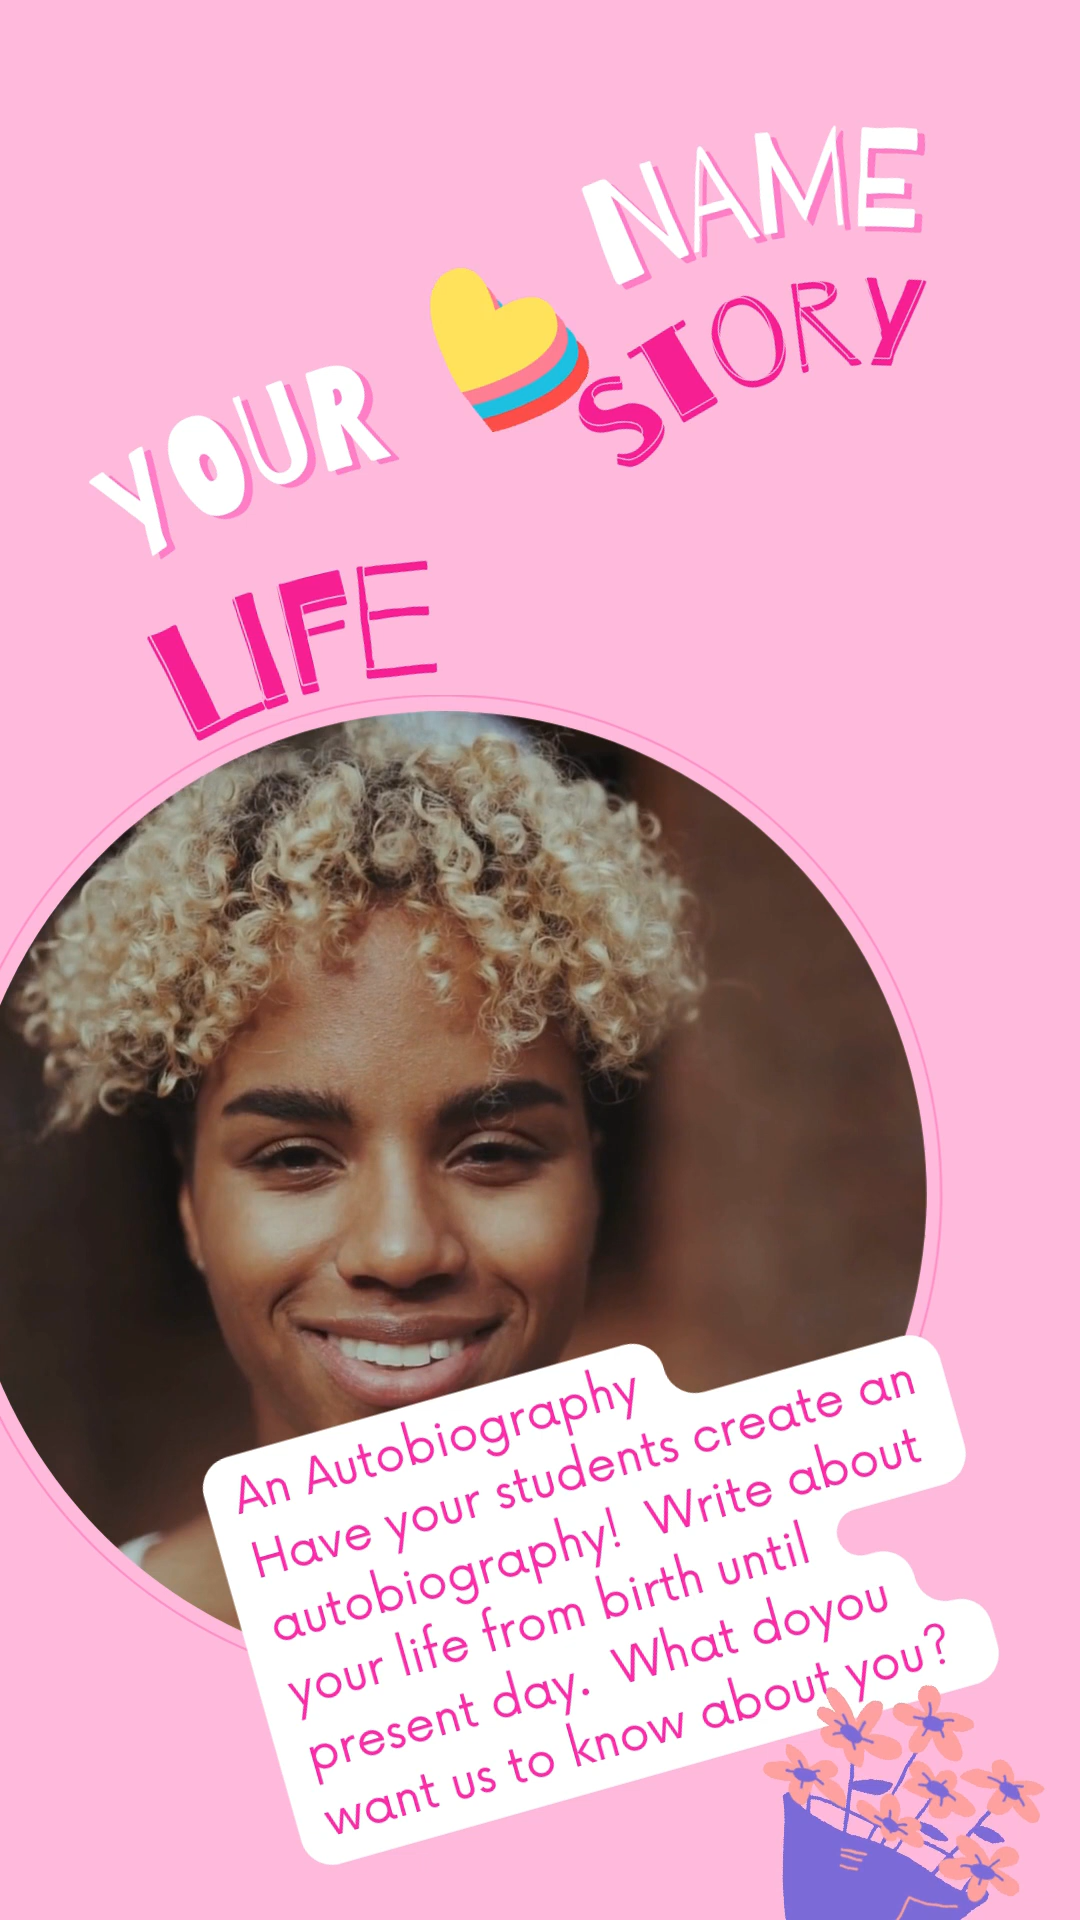 YOUR NAME
LIFE STORY
An Autobiography
Have your students create an
autobiography! Write about
your life from birth until
present day. What doyou
want us to know about you?